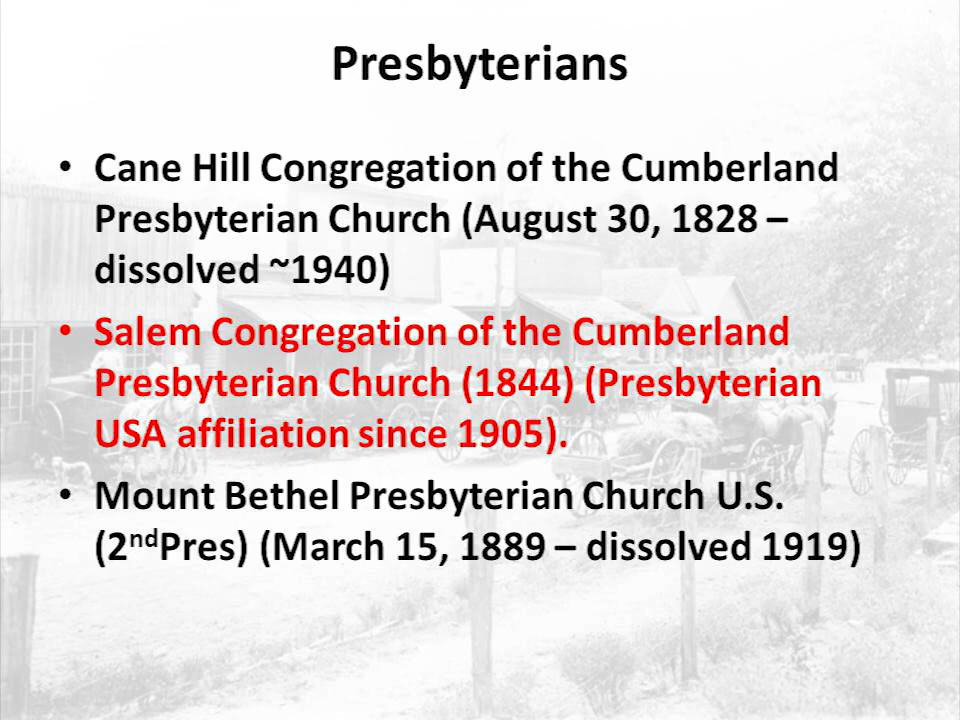 Presbyterians
• Cane Hill Congregation of the Cumberland
Presbyterian Church (August 30, 1828 –
dissolved ~1940)
• Salem Congregation of the Cumberland
Presbyterian Church (1844) (Presbyterian
USA affiliation since 1905).
• Mount Bethel Presbyterian Church U.S.
(2ndPres) (March 15, 1889 – dissolved 1919)